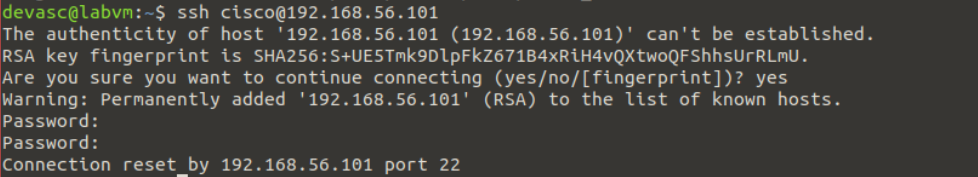 devasc@labvm:~$ ssh cisco@192.168.56.101
The authenticity of host '192.168.56.101 (192.168.56.101)' can't be established.
RSA key fingerprint is SHA256:S+UE5Tmk9DlpFkZ671B4xRiH4vQXtwoQFShhsUrRLmU.
Are you sure you want to continue connecting (yes/no/[fingerprint])? yes
Warning: Permanently added '192.168.56.101' (RSA) to the list of known hosts.
Password:
Password:
Connection reset by 192.168.56.101 port 22